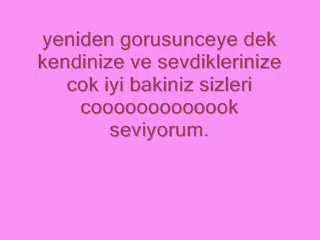 yeniden gorusunceye dek
kendinize ve sevdiklerinize
cok iyi bakiniz sizleri
cooooooooooook
seviyorum.